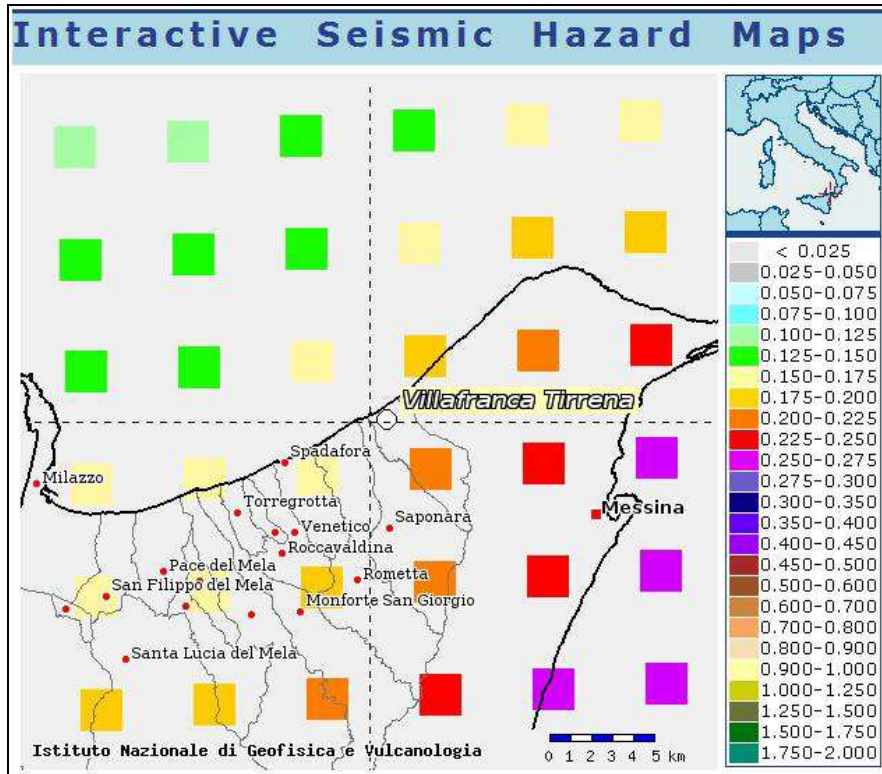 Interactive Seismic Hazard Maps
Villafranca Tirrena
Spadafora
Milazzo
Torregrotta
Messina
Venetico
Saponara
Roccavaldina
Pace del Mela
San Filippo del Mela
Rometta
Monforte San Giorgio
Santa Lucia del Mela
Istituto Nazionale di Geofisica e Vulcanologia
0 1 2 3 4 5 km
< 0.025
0.025-0.050
0.050-0.075
0.075-0.100
0.100-0.125
0.125-0.150
0.150-0.175
0.175-0.200
0.200-0.225
0.225-0.250
0.250-0.275
0.275-0.300
0.300-0.350
0.350-0.400
0.400-0.450
0.450-0.500
0.500-0.600
0.600-0.700
0.700-0.800
0.800-0.900
0.900-1.000
1.000-1.250
1.250-1.500
1.500-1.750
1.750-2.000